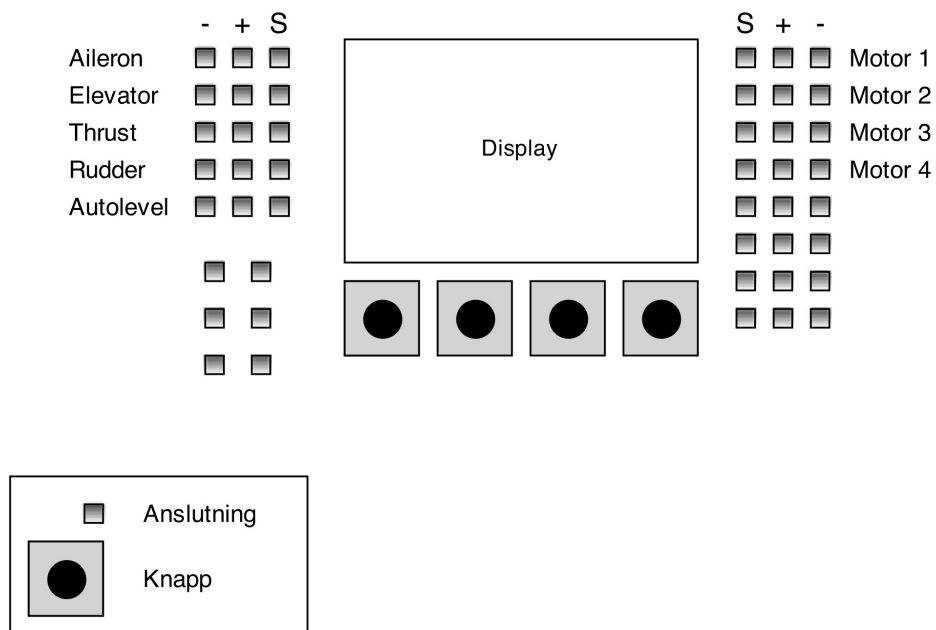 - + S
Aileron
Elevator
Thrust
Rudder
Autolevel
Display
S + -
Motor 1
Motor 2
Motor 3
Motor 4
Anslutning
Knapp